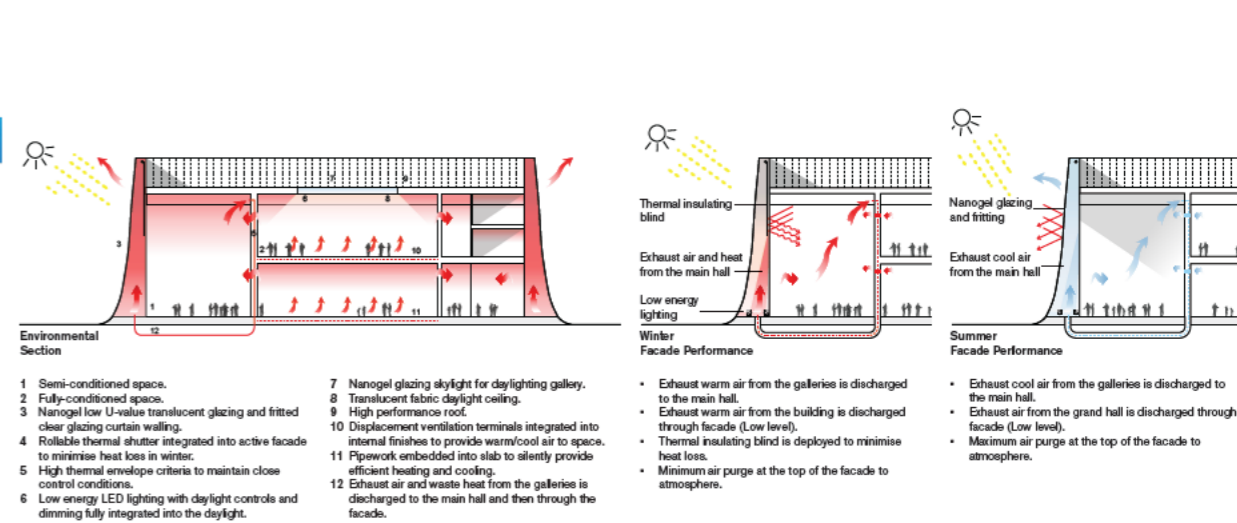 Environmental
Section
1 Semi-conditioned space.
2 Fully-conditioned space.
3 Nanogel low U-value translucent glazing and fritted
clear glazing curtain walling.
4 Rollable thermal shutter integrated into active facade
to minimise heat loss in winter.
5 High thermal envelope criteria to maintain close
control conditions.
6 Low energy LED lighting with daylight controls and
dimming fully integrated into the daylight.
7 Nanogel glazing skylight for daylighting gallery.
8 Translucent fabric daylight ceiling.
9 High performance roof.
10 Displacement ventilation terminals integrated into
internal finishes to provide warm/cool air to space.
11 Pipework embedded into slab to silently provide
efficient heating and cooling.
12 Exhaust air and waste heat from the galleries is
discharged to the main hall and then through the
facade.
7
9
6
8
3
5
2
10
1
11
12
Thermal insulating
blind
Exhaust air and heat
from the main hall
Low energy
lighting
Winter
Facade Performance
• Exhaust warm air from the galleries is discharged
to the main hall.
• Exhaust warm air from the building is discharged
through facade (Low level).
• Thermal insulating blind is deployed to minimise
heat loss.
• Minimum air purge at the top of the facade to
atmosphere.
Nanogel glazing
and fritting
Exhaust cool air
from the main hall
Summer
Facade Performance
• Exhaust cool air from the galleries is discharged to
the main hall.
• Exhaust air from the grand hall is discharged through
facade (Low level).
• Maximum air purge at the top of the facade to
atmosphere.